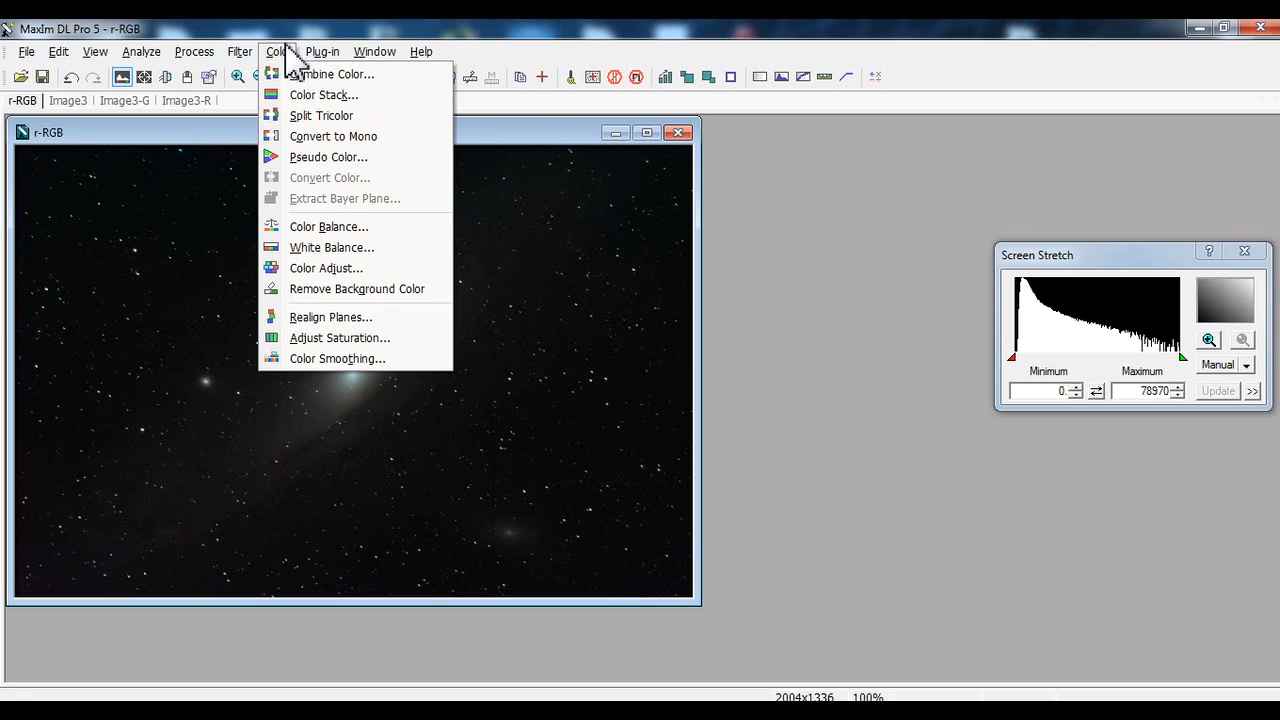 MaxIm DL Pro 5 - r-RGB
File Edit View Analyze Process Filter Plug-in Window Help
r-RGB Image3 Image3-G Image3-R
r-RGB
Color Stack...
Split Tricolor
Convert to Mono
Pseudo Color...
Convert Color...
Extract Bayer Plane...
Color Balance...
White Balance...
Color Adjust...
Remove Background Color
Realign Planes...
Adjust Saturation...
Color Smoothing...
Screen Stretch
Manual
Minimum Maximum
0. 78970 Update >>
2004x1336 100%